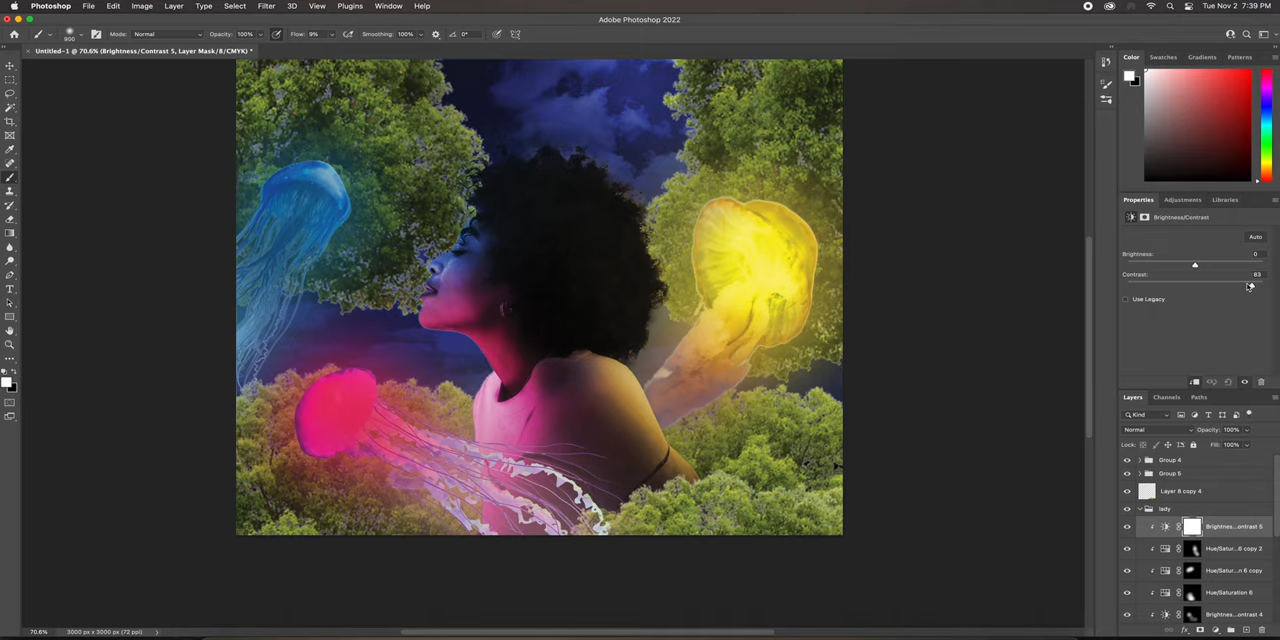 Photoshop File Edit Image Layer Type Select Filter 3D View Plugins Window Help Tue Nov 2 7:39 PM
Adobe Photoshop 2022
900 Mode: Normal Opacity: 100% Flow: 9% Smoothing: 100% 0°
Untitled-1 @ 70.6% (Brightness/Contrast 5, Layer Mask/8/CMYK) *
Color Swatches Gradients Patterns
Properties Adjustments Libraries
Brightness/Contrast
Auto
Brightness: 0
Contrast: 83
Use Legacy
Layers Channels Paths
Kind
Normal Opacity: 100%
Lock: Fill: 100%
Group 4
Group 5
Layer 8 copy 4
lady
Brightnes...ontrast 5
Hue/Satur...6 copy 2
Hue/Satur...n 6 copy
Hue/Saturation 6
Brightnes...ontrast 4
70.6% 3000 px x 3000 px (72 ppi)